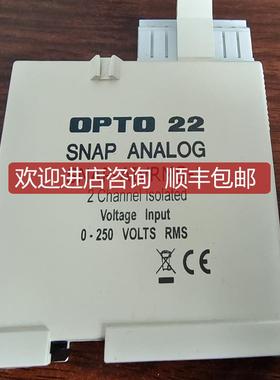 OPTO 22
SNAP ANALOG
欢迎进店咨询 顺丰包邮
2 Channel Isolated
Voltage Input
0-250 VOLTS RMS
CE